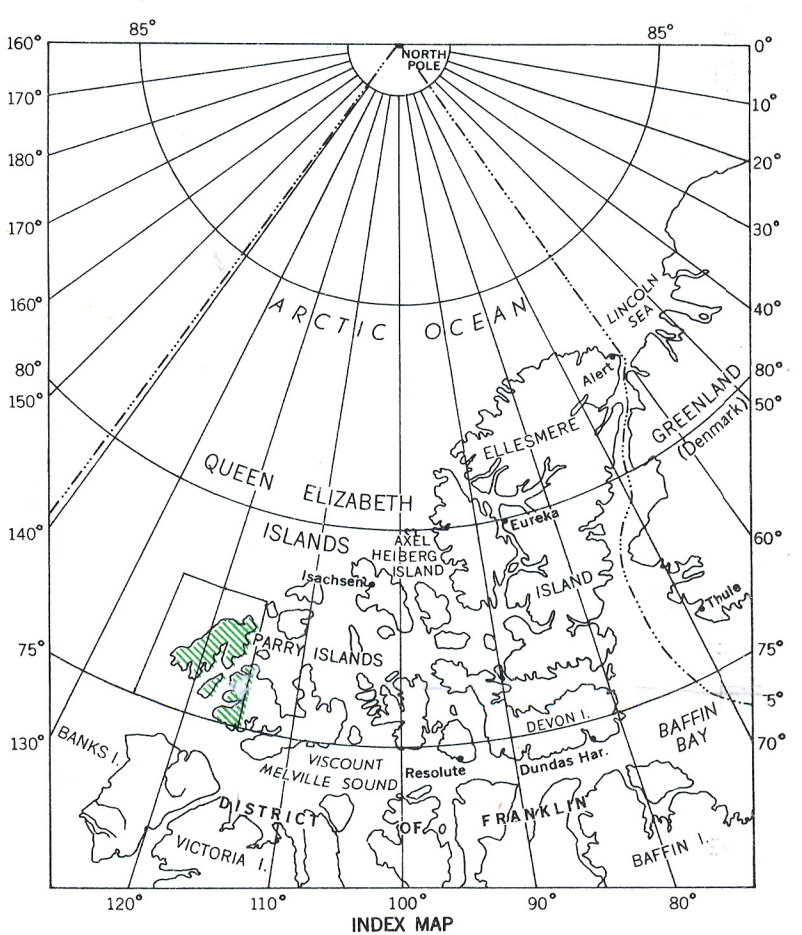 85°
85°
160°
0°
NORTH
POLE
170°
10°
180°
20°
170°
30°
160°
40°
LINCOLN
SEA
ARCTIC OCEAN
80°
80°
150°
50°
Alert
GREENLAND
(Denmark)
ELLESMERE
QUEEN ELIZABETH
ISLANDS
Eureka
140°
60°
AXEL
HEIBERG
ISLAND
Isachsen
ISLAND
Thule
75°
75°
PARRY ISLANDS
5°
130°
70°
DEVON I.
BAFFIN
BAY
BANKS I.
VISCOUNT
MELVILLE SOUND
Resolute
Dundas Har.
DISTRICT OF FRANKLIN
VICTORIA I.
BAFFIN I.
120°
110°
100°
90°
80°
INDEX MAP